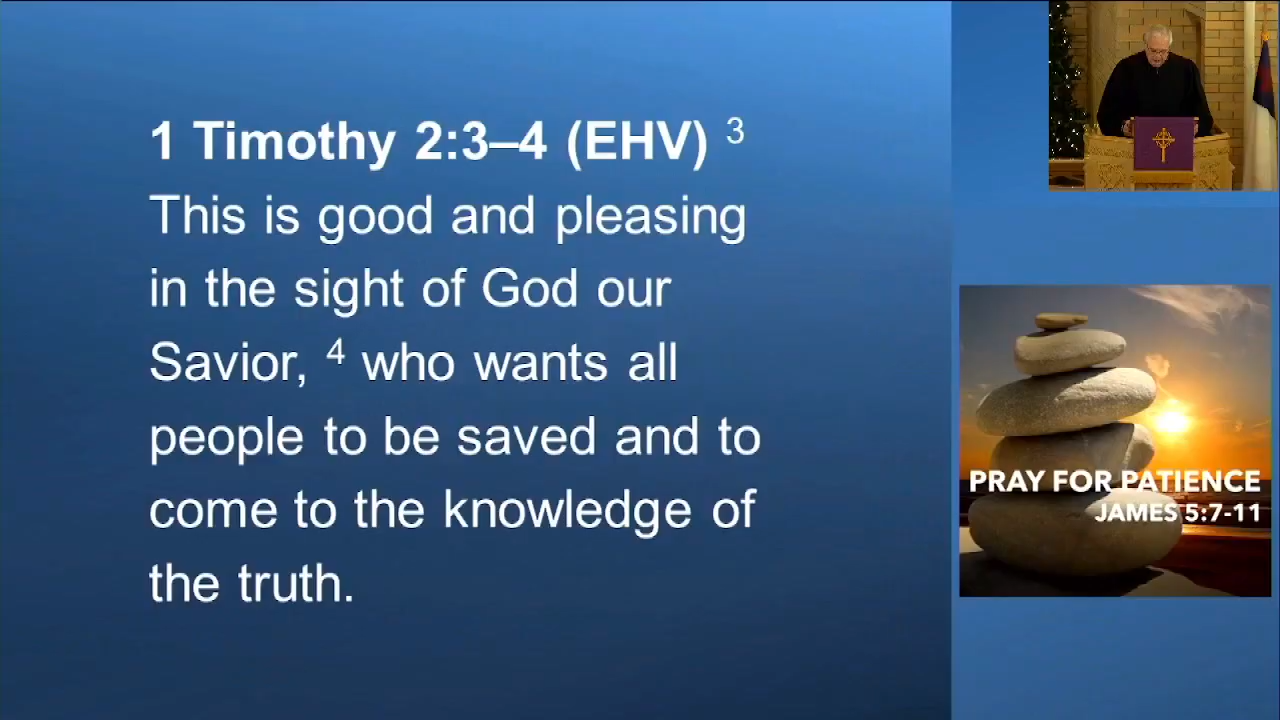 1 Timothy 2:3–4 (EHV) 3
This is good and pleasing
in the sight of God our
Savior, 4 who wants all
people to be saved and to
come to the knowledge of
the truth.
PRAY FOR PATIENCE
JAMES 5:7-11